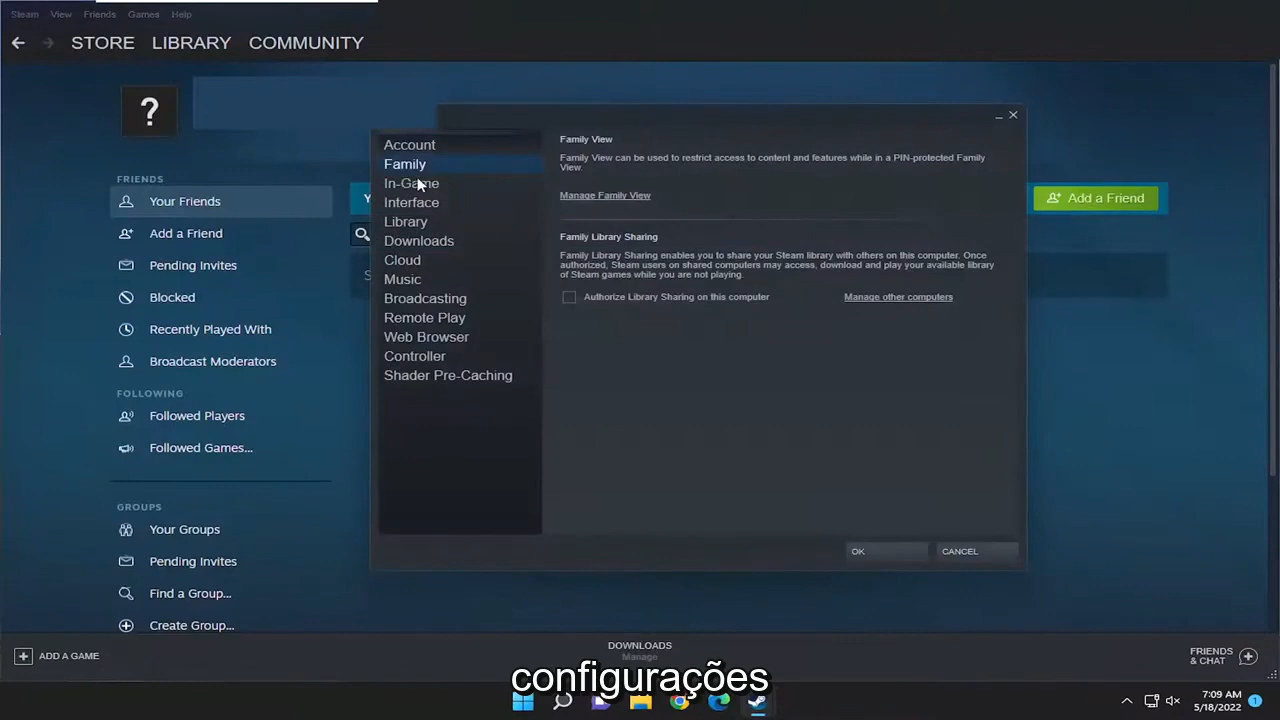 Steam View Friends Games Help
STORE LIBRARY COMMUNITY
?
FRIENDS
Your Friends
Add a Friend
Pending Invites
Blocked
Recently Played With
Broadcast Moderators
FOLLOWING
Followed Players
Followed Games...
GROUPS
Your Groups
Pending Invites
Find a Group...
Create Group...
Add a Friend
Account
Family
In-Game
Interface
Library
Downloads
Cloud
Music
Broadcasting
Remote Play
Web Browser
Controller
Shader Pre-Caching
Family View
Family View can be used to restrict access to content and features while in a PIN-protected Family
View.
Manage Family View
Family Library Sharing
Family Library Sharing enables you to share your Steam library with others on this computer. Once
authorized, Steam users on shared computers may access, download and play your available library
of Steam games while you are not playing.
Authorize Library Sharing on this computer Manage other computers
OK CANCEL
ADD A GAME
DOWNLOADS
Manage
FRIENDS
& CHAT
configurações
7:09 AM
5/18/2022
1